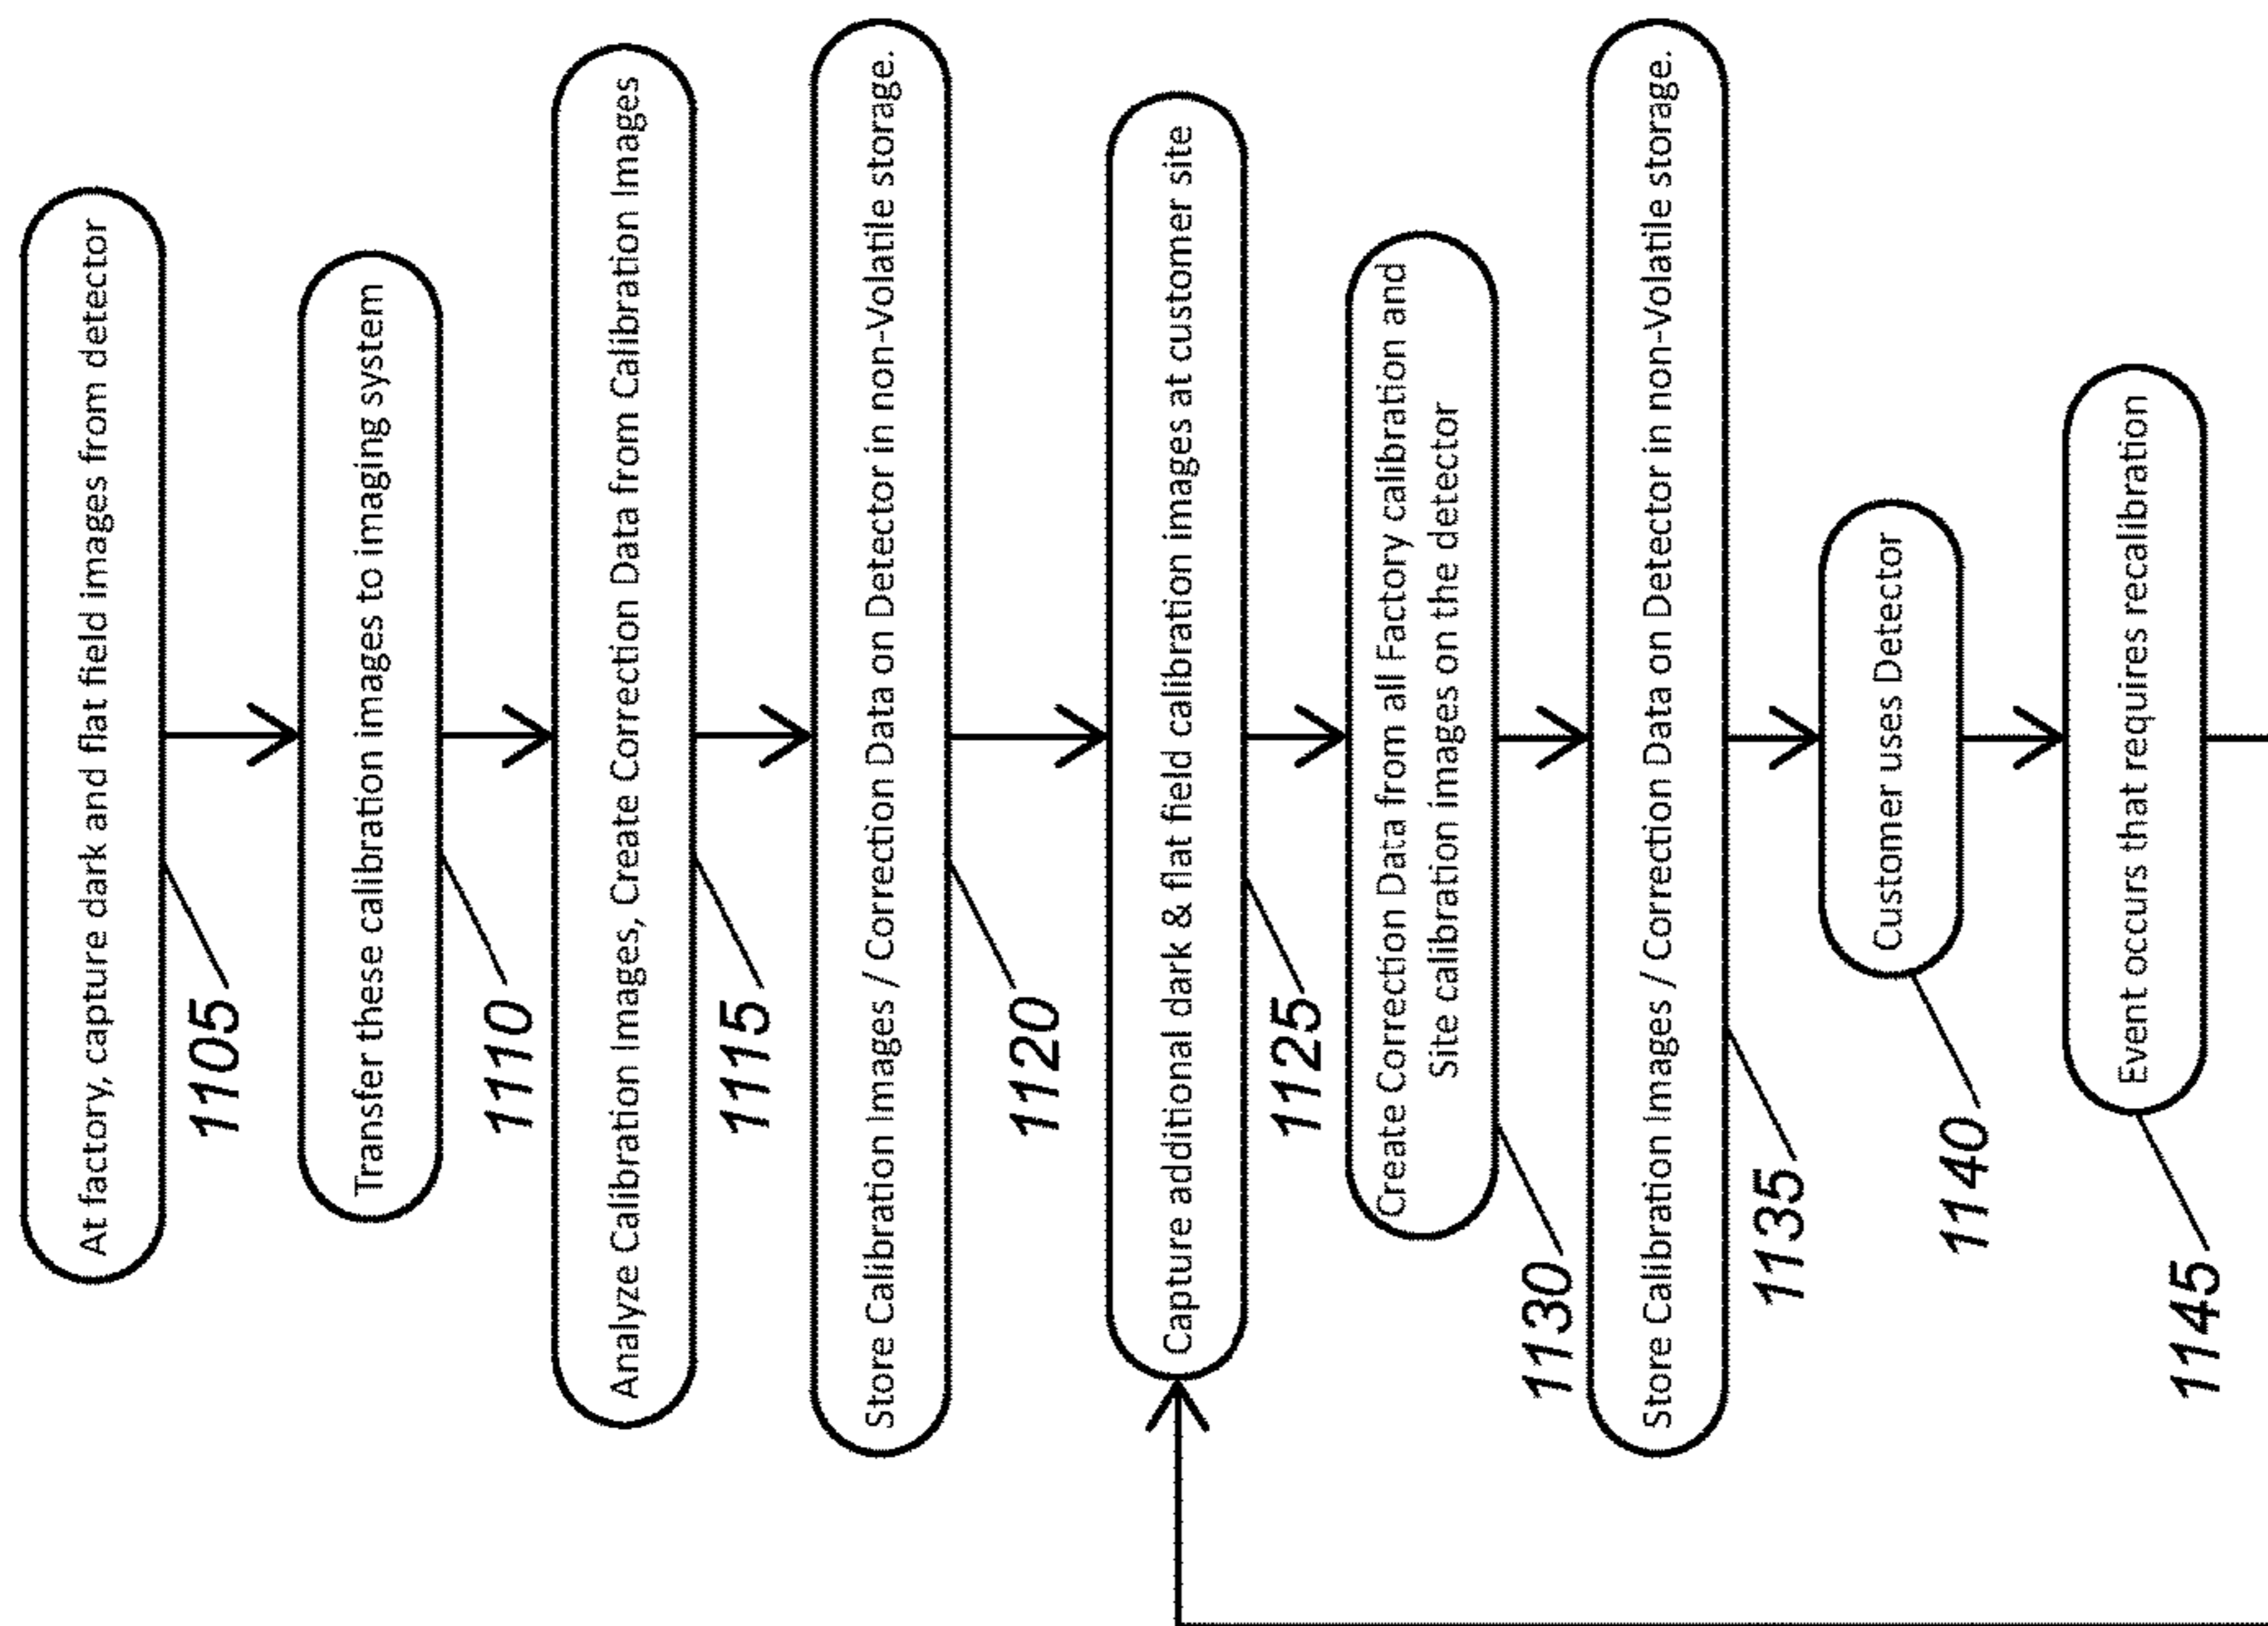 At factory, capture dark and flat field images from detector
1105
Transfer these calibration images to imaging system
1110
Analyze Calibration Images, Create Correction Data from Calibration Images
1115
Store Calibration Images / Correction Data on Detector in non-Volatile storage.
1120
Capture additional dark & flat field calibration images at customer site
1125
Create Correction Data from all Factory calibration and
Site calibration images on the detector
1130
Store Calibration Images / Correction Data on Detector in non-Volatile storage.
1135
Customer uses Detector
1140
Event occurs that requires recalibration
1145